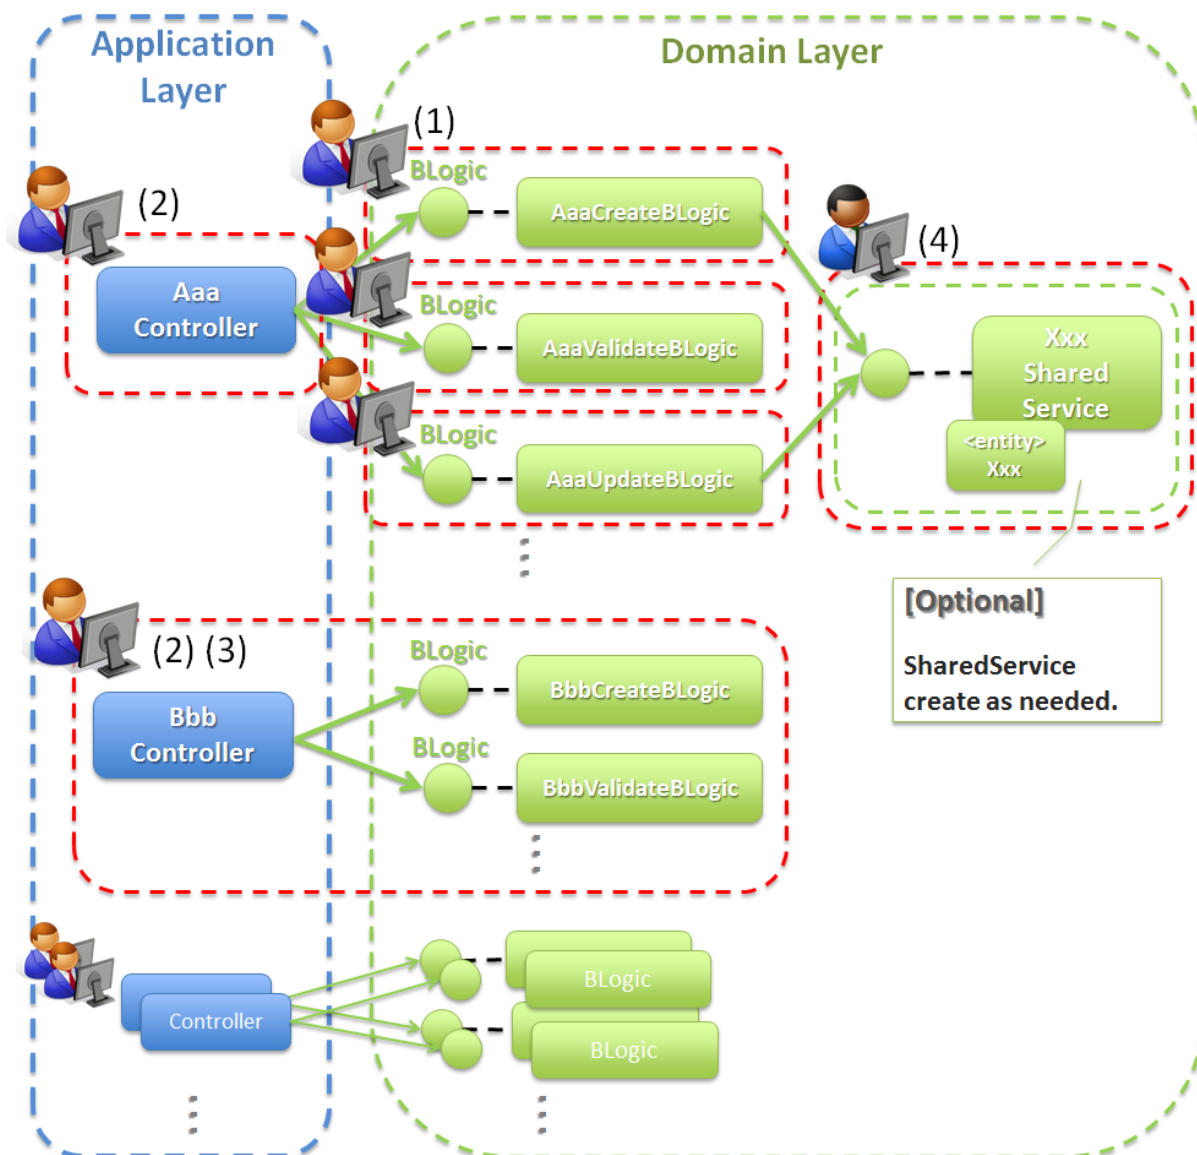 Application
Layer
Domain Layer
(1)
(2)
BLogic
AaaCreateBLogic
(4)
Aaa
Controller
BLogic
AaaValidateBLogic
Xxx
Shared
Service
<entity>
Xxx
BLogic
AaaUpdateBLogic
[Optional]
SharedService
create as needed.
(2) (3)
BLogic
BbbCreateBLogic
Bbb
Controller
BLogic
BbbValidateBLogic
BLogic
Controller
BLogic